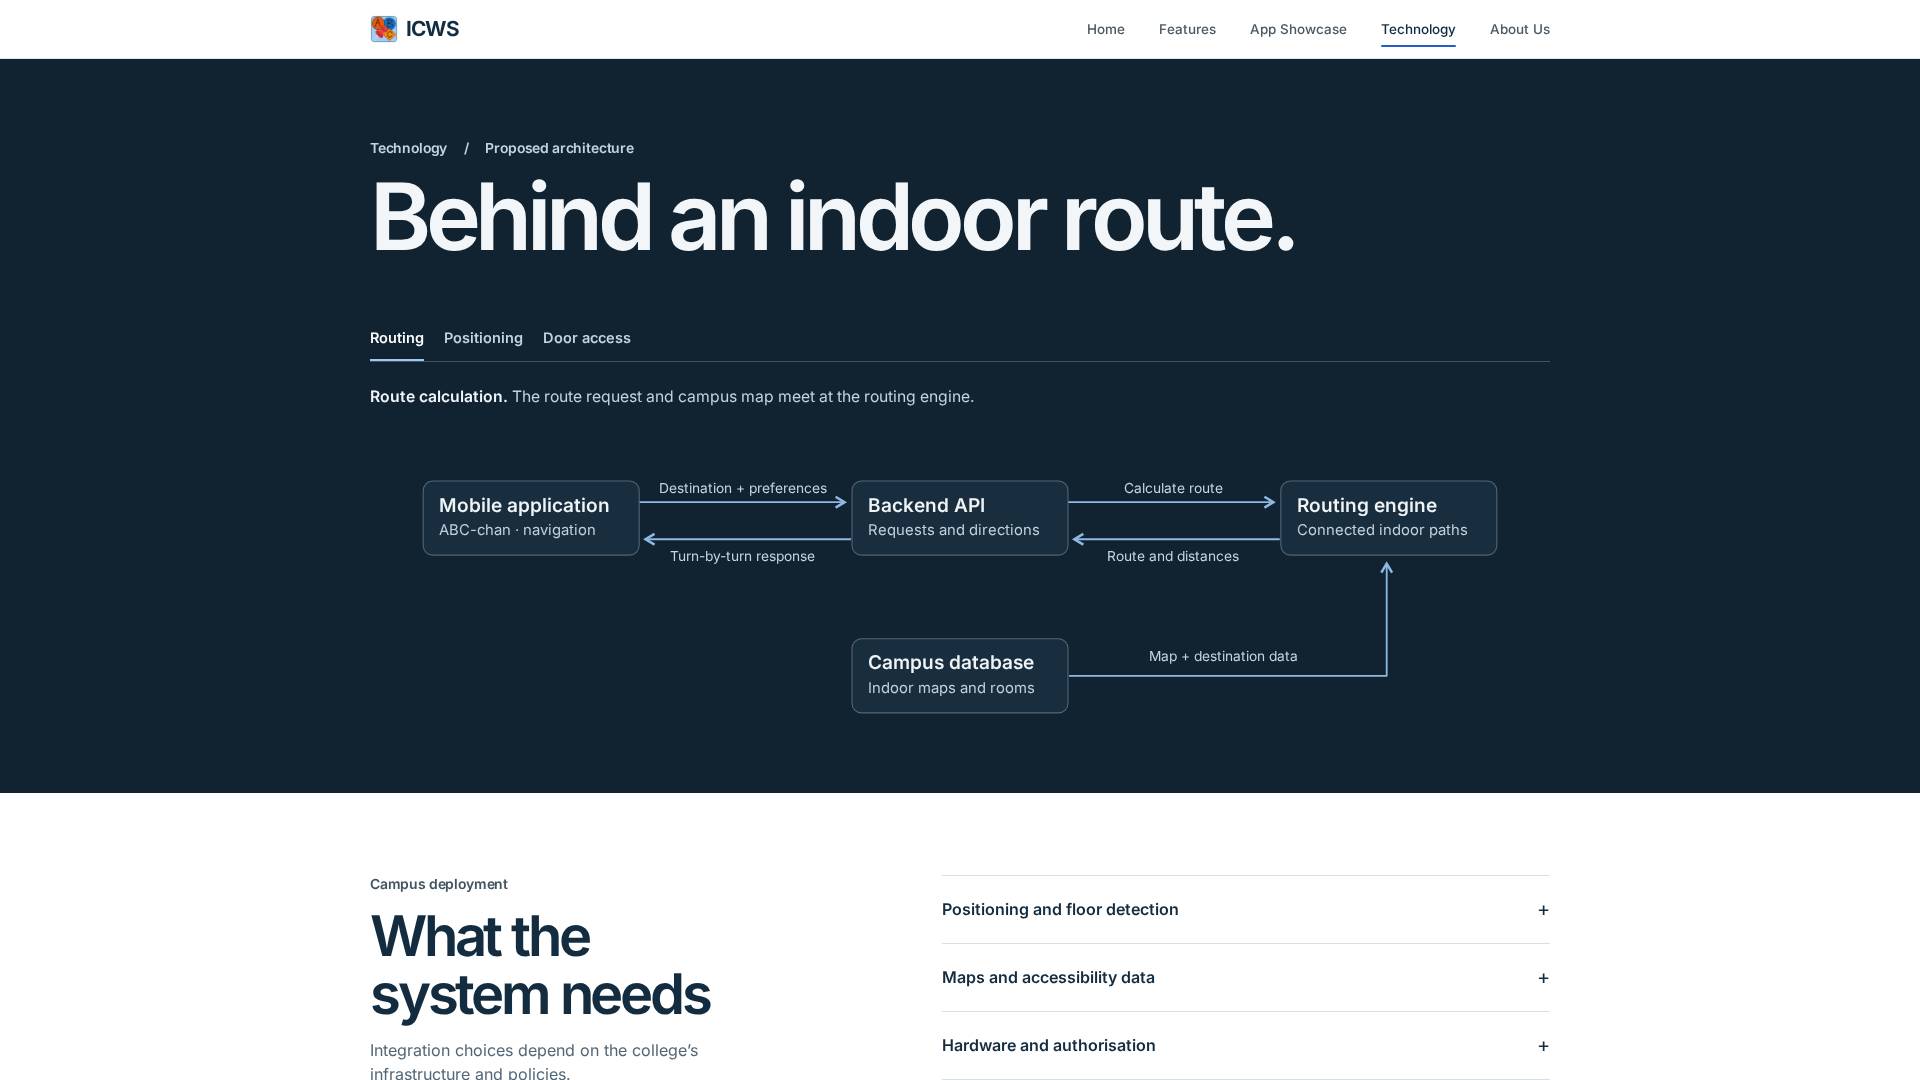 ICWS
Home Features App Showcase Technology About Us
Technology / Proposed architecture
Behind an indoor route.
Routing Positioning Door access
Route calculation. The route request and campus map meet at the routing engine.
Mobile application
ABC-chan · navigation
Destination + preferences
Turn-by-turn response
Backend API
Requests and directions
Calculate route
Route and distances
Routing engine
Connected indoor paths
Campus database
Indoor maps and rooms
Map + destination data
Campus deployment
What the
system needs
Integration choices depend on the college’s
infrastructure and policies.
Positioning and floor detection +
Maps and accessibility data +
Hardware and authorisation +